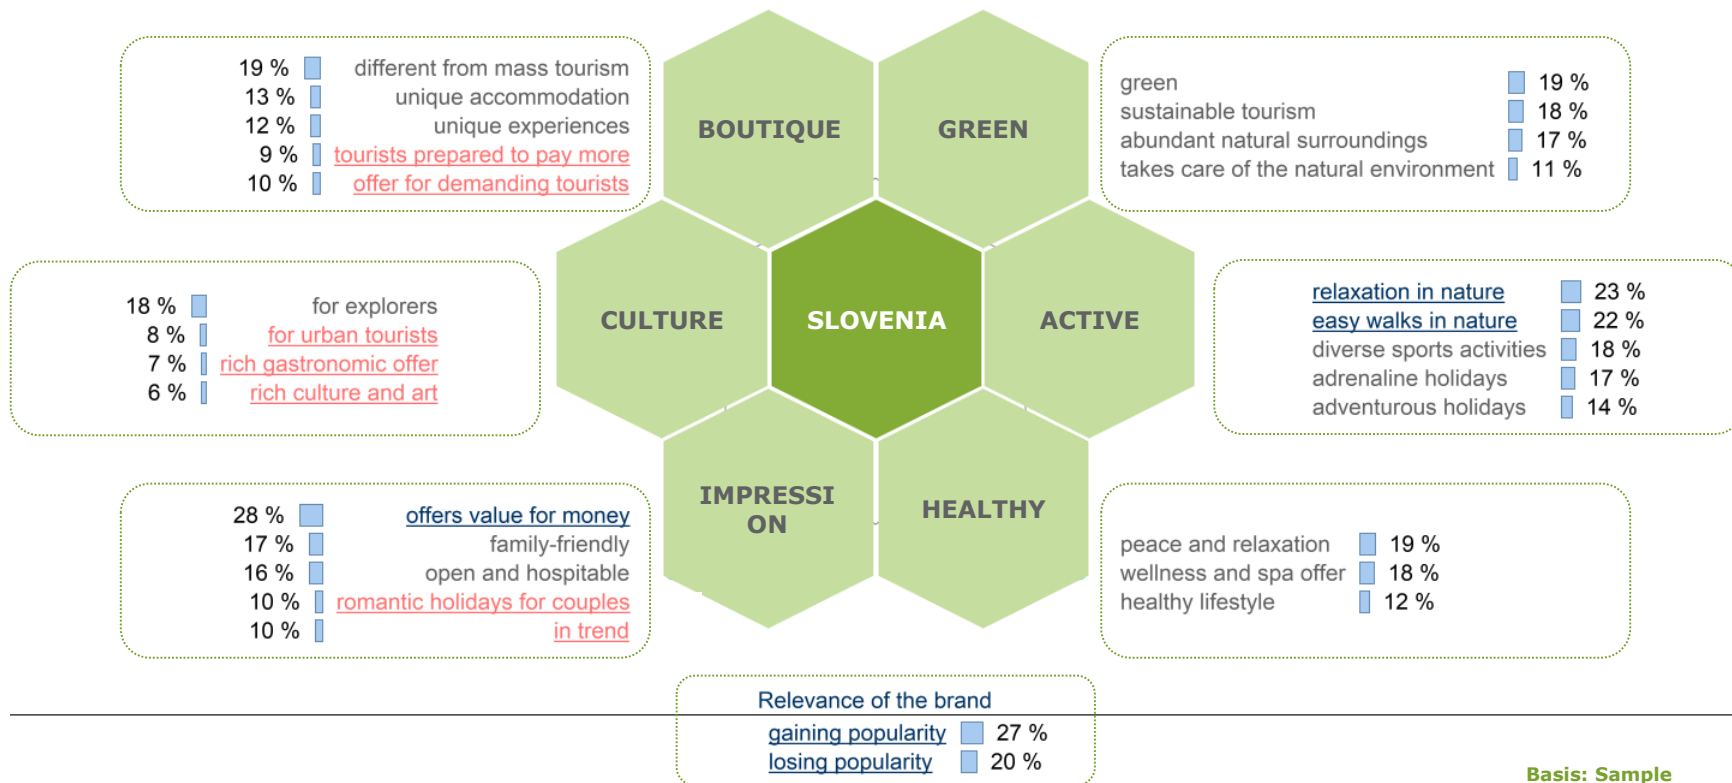 19 % different from mass tourism
13 % unique accommodation
12 % unique experiences
9 % tourists prepared to pay more
10 % offer for demanding tourists
BOUTIQUE
GREEN
green 19 %
sustainable tourism 18 %
abundant natural surroundings 17 %
takes care of the natural environment 11 %
18 % for explorers
8 % for urban tourists
7 % rich gastronomic offer
6 % rich culture and art
CULTURE
SLOVENIA
ACTIVE
relaxation in nature 23 %
easy walks in nature 22 %
diverse sports activities 18 %
adrenaline holidays 17 %
adventurous holidays 14 %
28 % offers value for money
17 % family-friendly
16 % open and hospitable
10 % romantic holidays for couples
10 % in trend
IMPRESSI
ON
HEALTHY
peace and relaxation 19 %
wellness and spa offer 18 %
healthy lifestyle 12 %
Relevance of the brand
gaining popularity 27 %
losing popularity 20 %
Basis: Sample